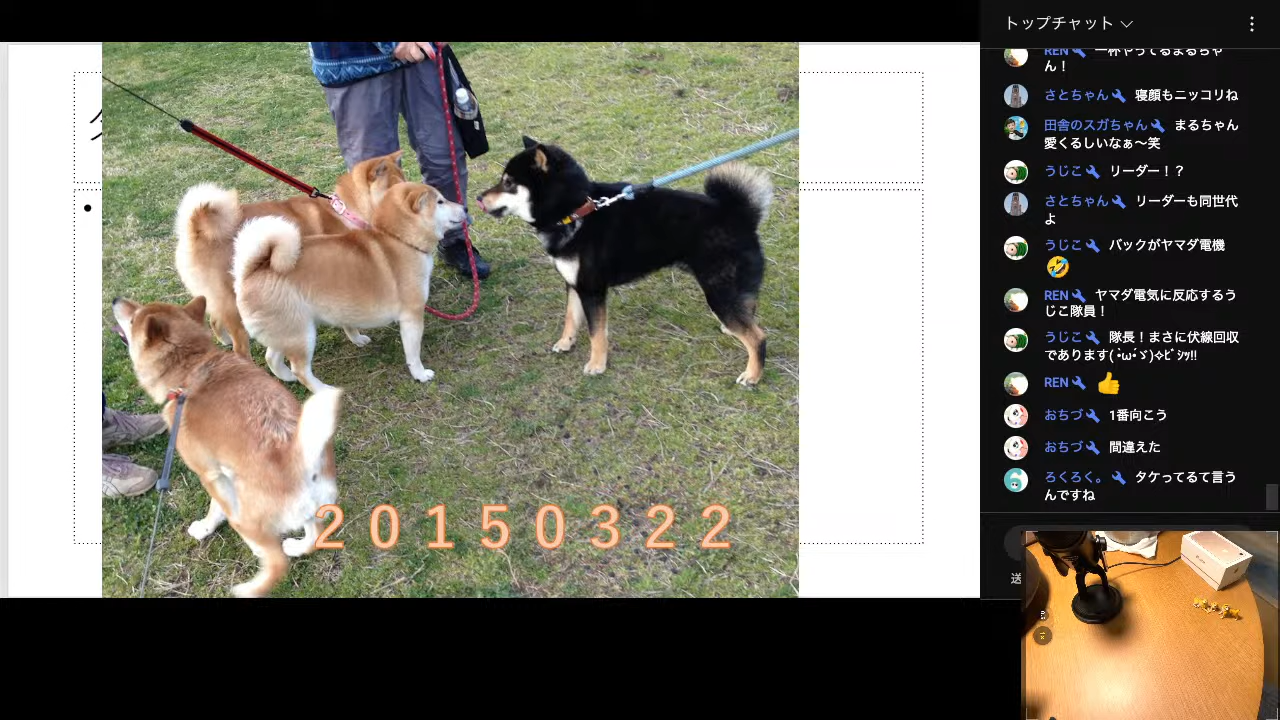 20150322
トップチャット
REN 一杯やってるまるちゃ
ん!
さとちゃん 寝顔もニッコリね
田舎のスガちゃん まるちゃん
愛くるしいなぁ〜笑
うじこ リーダー!?
さとちゃん リーダーも同世代
よ
うじこ バックがヤマダ電機
🤣
REN ヤマダ電気に反応するう
じこ隊員!
うじこ 隊長!まさに伏線回収
であります(｀•ω•´ゞ)✧ﾋﾞｼｯ!!
REN 👍
おちづ 1番向こう
おちづ 間違えた
ろくろく。 タケってるて言う
んですね
送